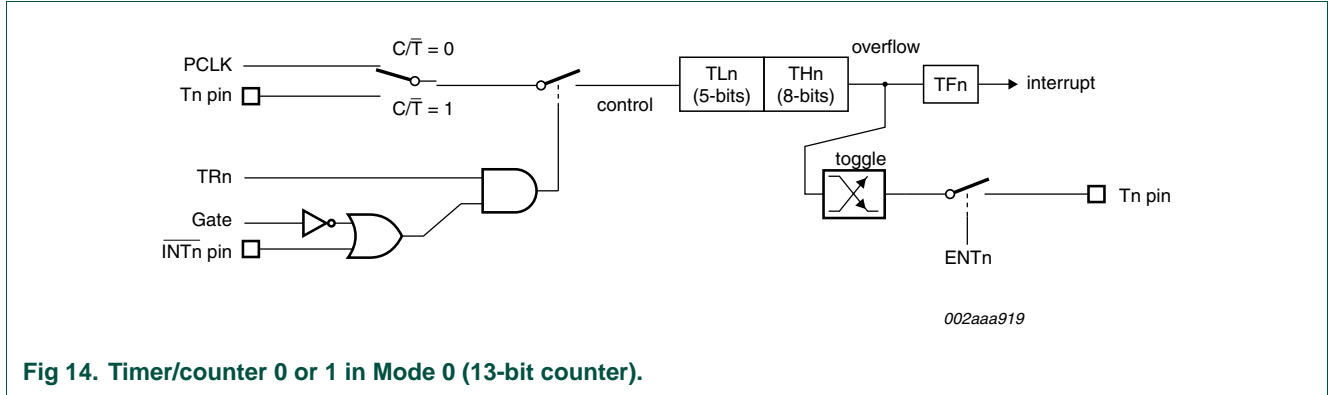 C/T̅ = 0
overflow
PCLK
Tn pin
C/T̅ = 1
control
TLn
(5-bits)
THn
(8-bits)
TFn
interrupt
TRn
toggle
Gate
I̅N̅T̅n̅ pin
Tn pin
ENTn
002aaa919
Fig 14. Timer/counter 0 or 1 in Mode 0 (13-bit counter).